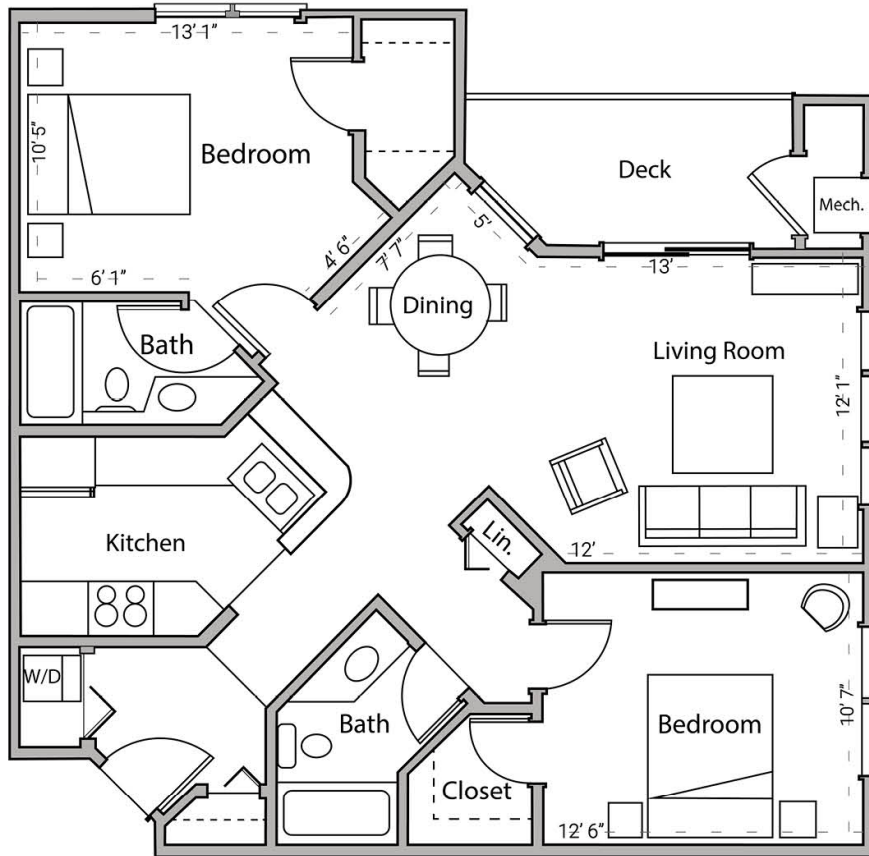 13' 1"
10' 5"
Bedroom
Deck
Mech.
4' 6"
7' 7"
5'
6' 1"
13'
Dining
Bath
Living Room
12' 1"
Kitchen
Lin.
12'
W/D
Bath
Bedroom
10' 7"
Closet
12' 6"